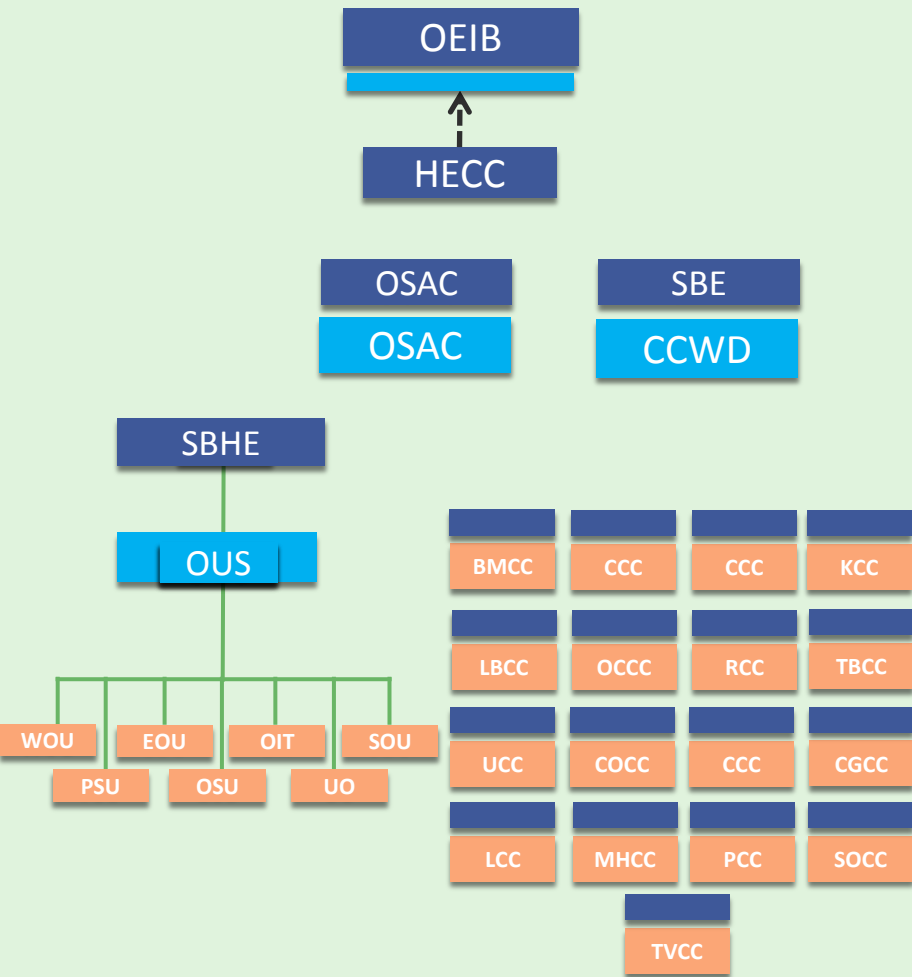 OEIB
HECC
OSAC
SBE
OSAC
CCWD
SBHE
OUS
WOU
EOU
OIT
SOU
PSU
OSU
UO
BMCC
CCC
CCC
KCC
LBCC
OCCC
RCC
TBCC
UCC
COCC
CCC
CGCC
LCC
MHCC
PCC
SOCC
TVCC